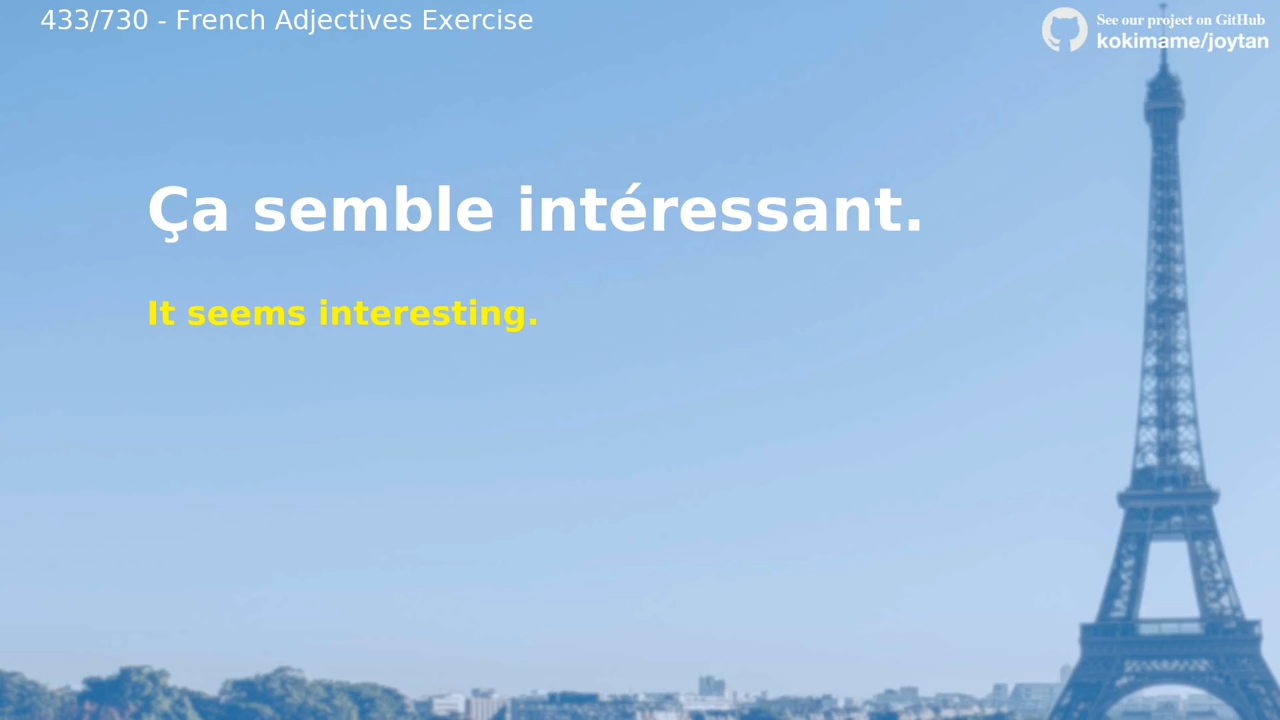 433/730 - French Adjectives Exercise
See our project on GitHub
kokimame/joytan
Ça semble intéressant.
It seems interesting.